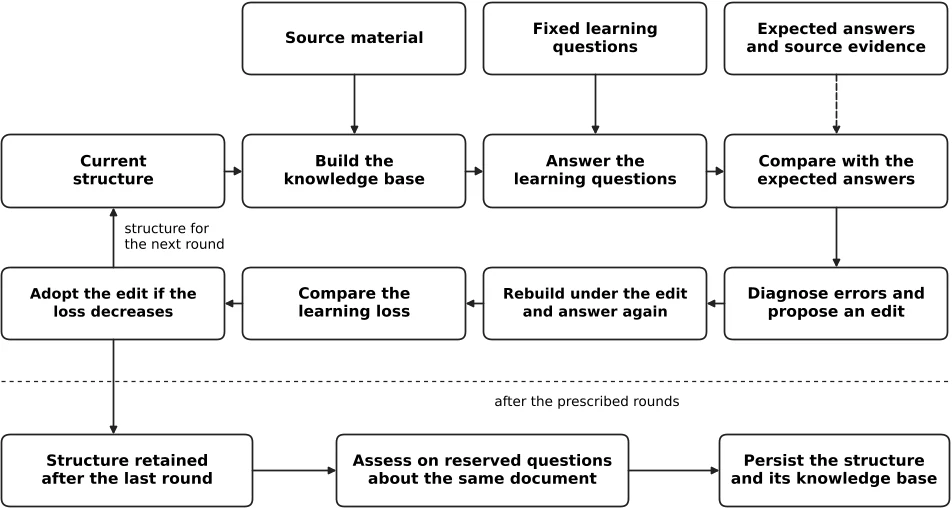 Source material
Fixed learning
questions
Expected answers
and source evidence
Current
structure
Build the
knowledge base
Answer the
learning questions
Compare with the
expected answers
structure for
the next round
Adopt the edit if the
loss decreases
Compare the
learning loss
Rebuild under the edit
and answer again
Diagnose errors and
propose an edit
after the prescribed rounds
Structure retained
after the last round
Assess on reserved questions
about the same document
Persist the structure
and its knowledge base